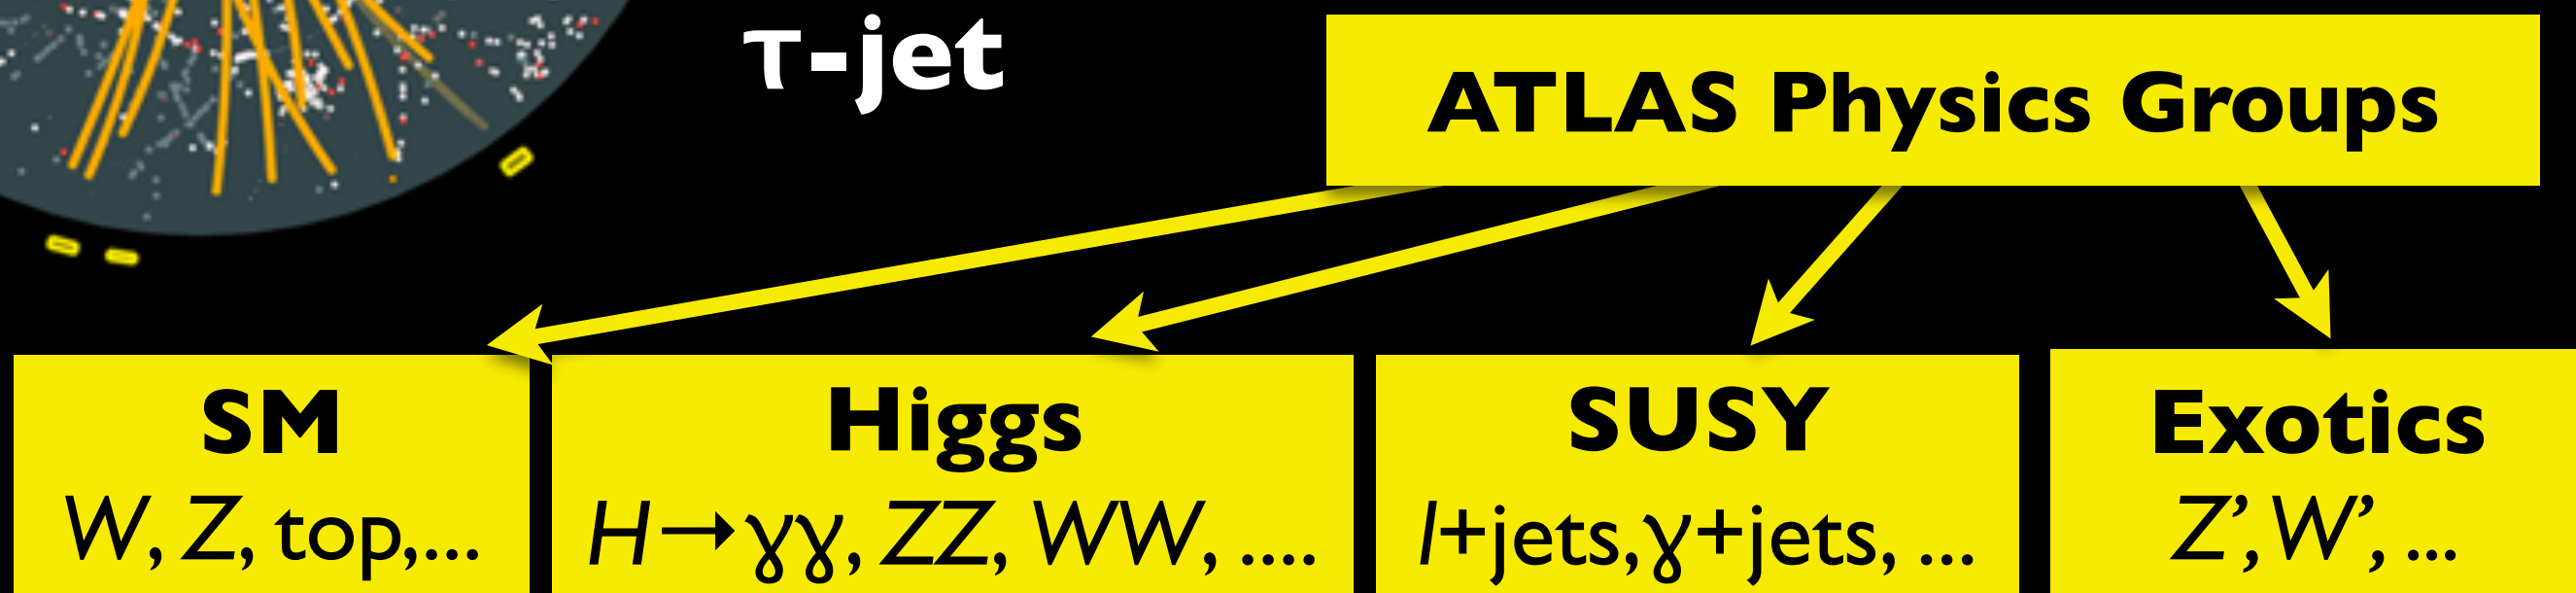 τ-jet
ATLAS Physics Groups
SM
W, Z, top,...
Higgs
H→γγ, ZZ, WW, ....
SUSY
l+jets,γ+jets, ...
Exotics
Z’, W’, ...